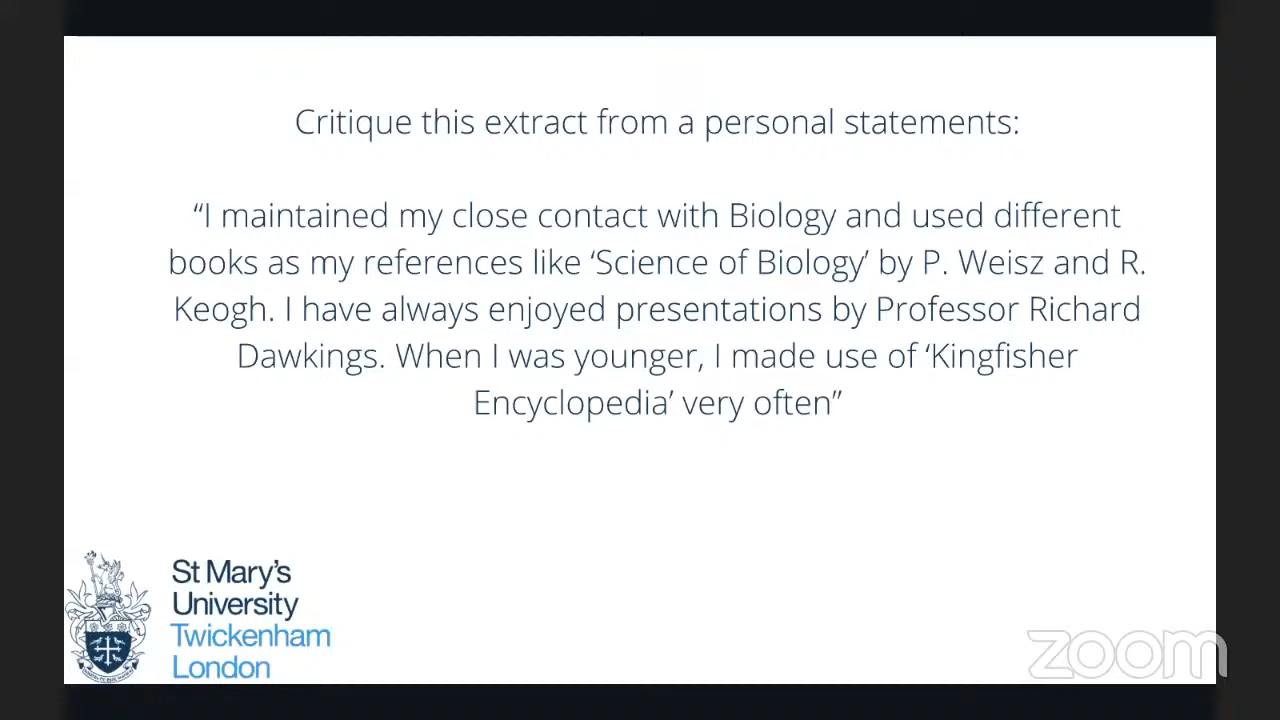 Critique this extract from a personal statements:
“I maintained my close contact with Biology and used different
books as my references like ‘Science of Biology’ by P. Weisz and R.
Keogh. I have always enjoyed presentations by Professor Richard
Dawkings. When I was younger, I made use of ‘Kingfisher
Encyclopedia’ very often”
St Mary’s
University
Twickenham
London
zoom